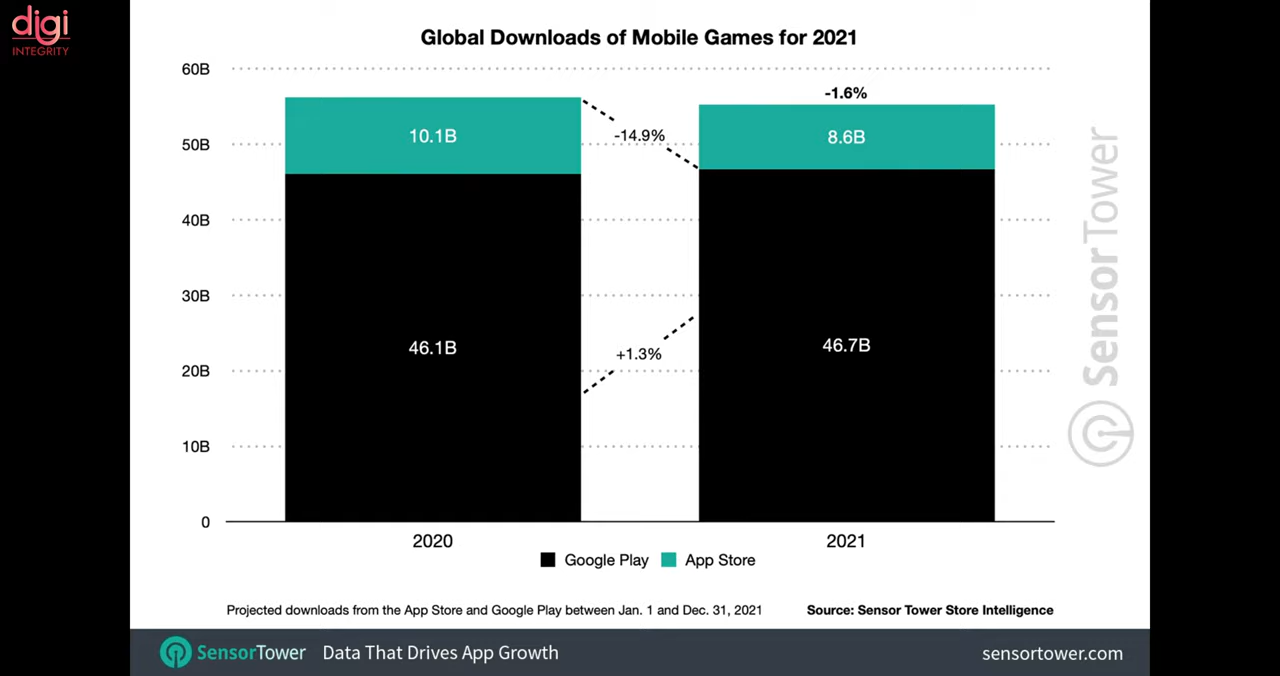 digi
INTEGRITY
Global Downloads of Mobile Games for 2021
60B
50B
40B
30B
20B
10B
0
10.1B
46.1B
-14.9%
+1.3%
-1.6%
8.6B
46.7B
2020
2021
Google Play
App Store
Projected downloads from the App Store and Google Play between Jan. 1 and Dec. 31, 2021
Source: Sensor Tower Store Intelligence
SensorTower
SensorTower
Data That Drives App Growth
sensortower.com